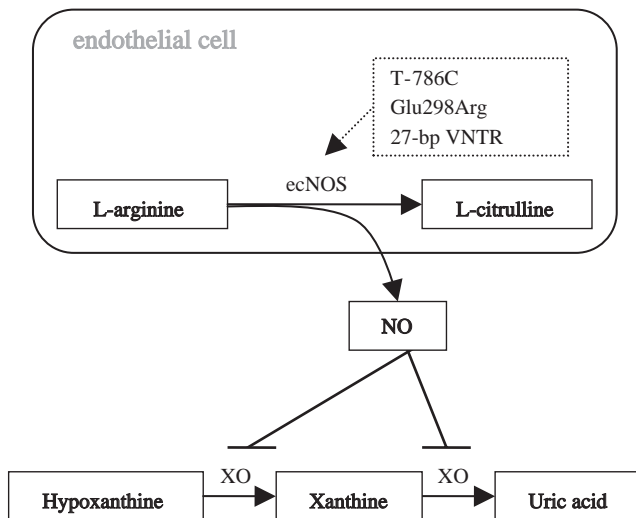 endothelial cell
T-786C
Glu298Arg
27-bp VNTR
ecNOS
L-arginine
L-citrulline
NO
XO
XO
Hypoxanthine
Xanthine
Uric acid